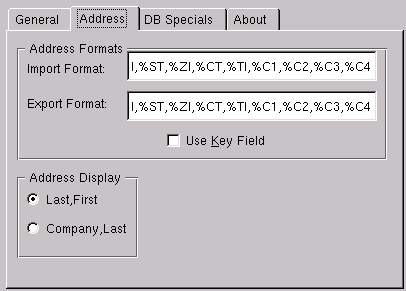 General Address DB Specials About
Address Formats
Import Format: I,%ST,%ZI,%CT,%TI,%C1,%C2,%C3,%C4
Export Format: I,%ST,%ZI,%CT,%TI,%C1,%C2,%C3,%C4
Use Key Field
Address Display
Last,First
Company,Last